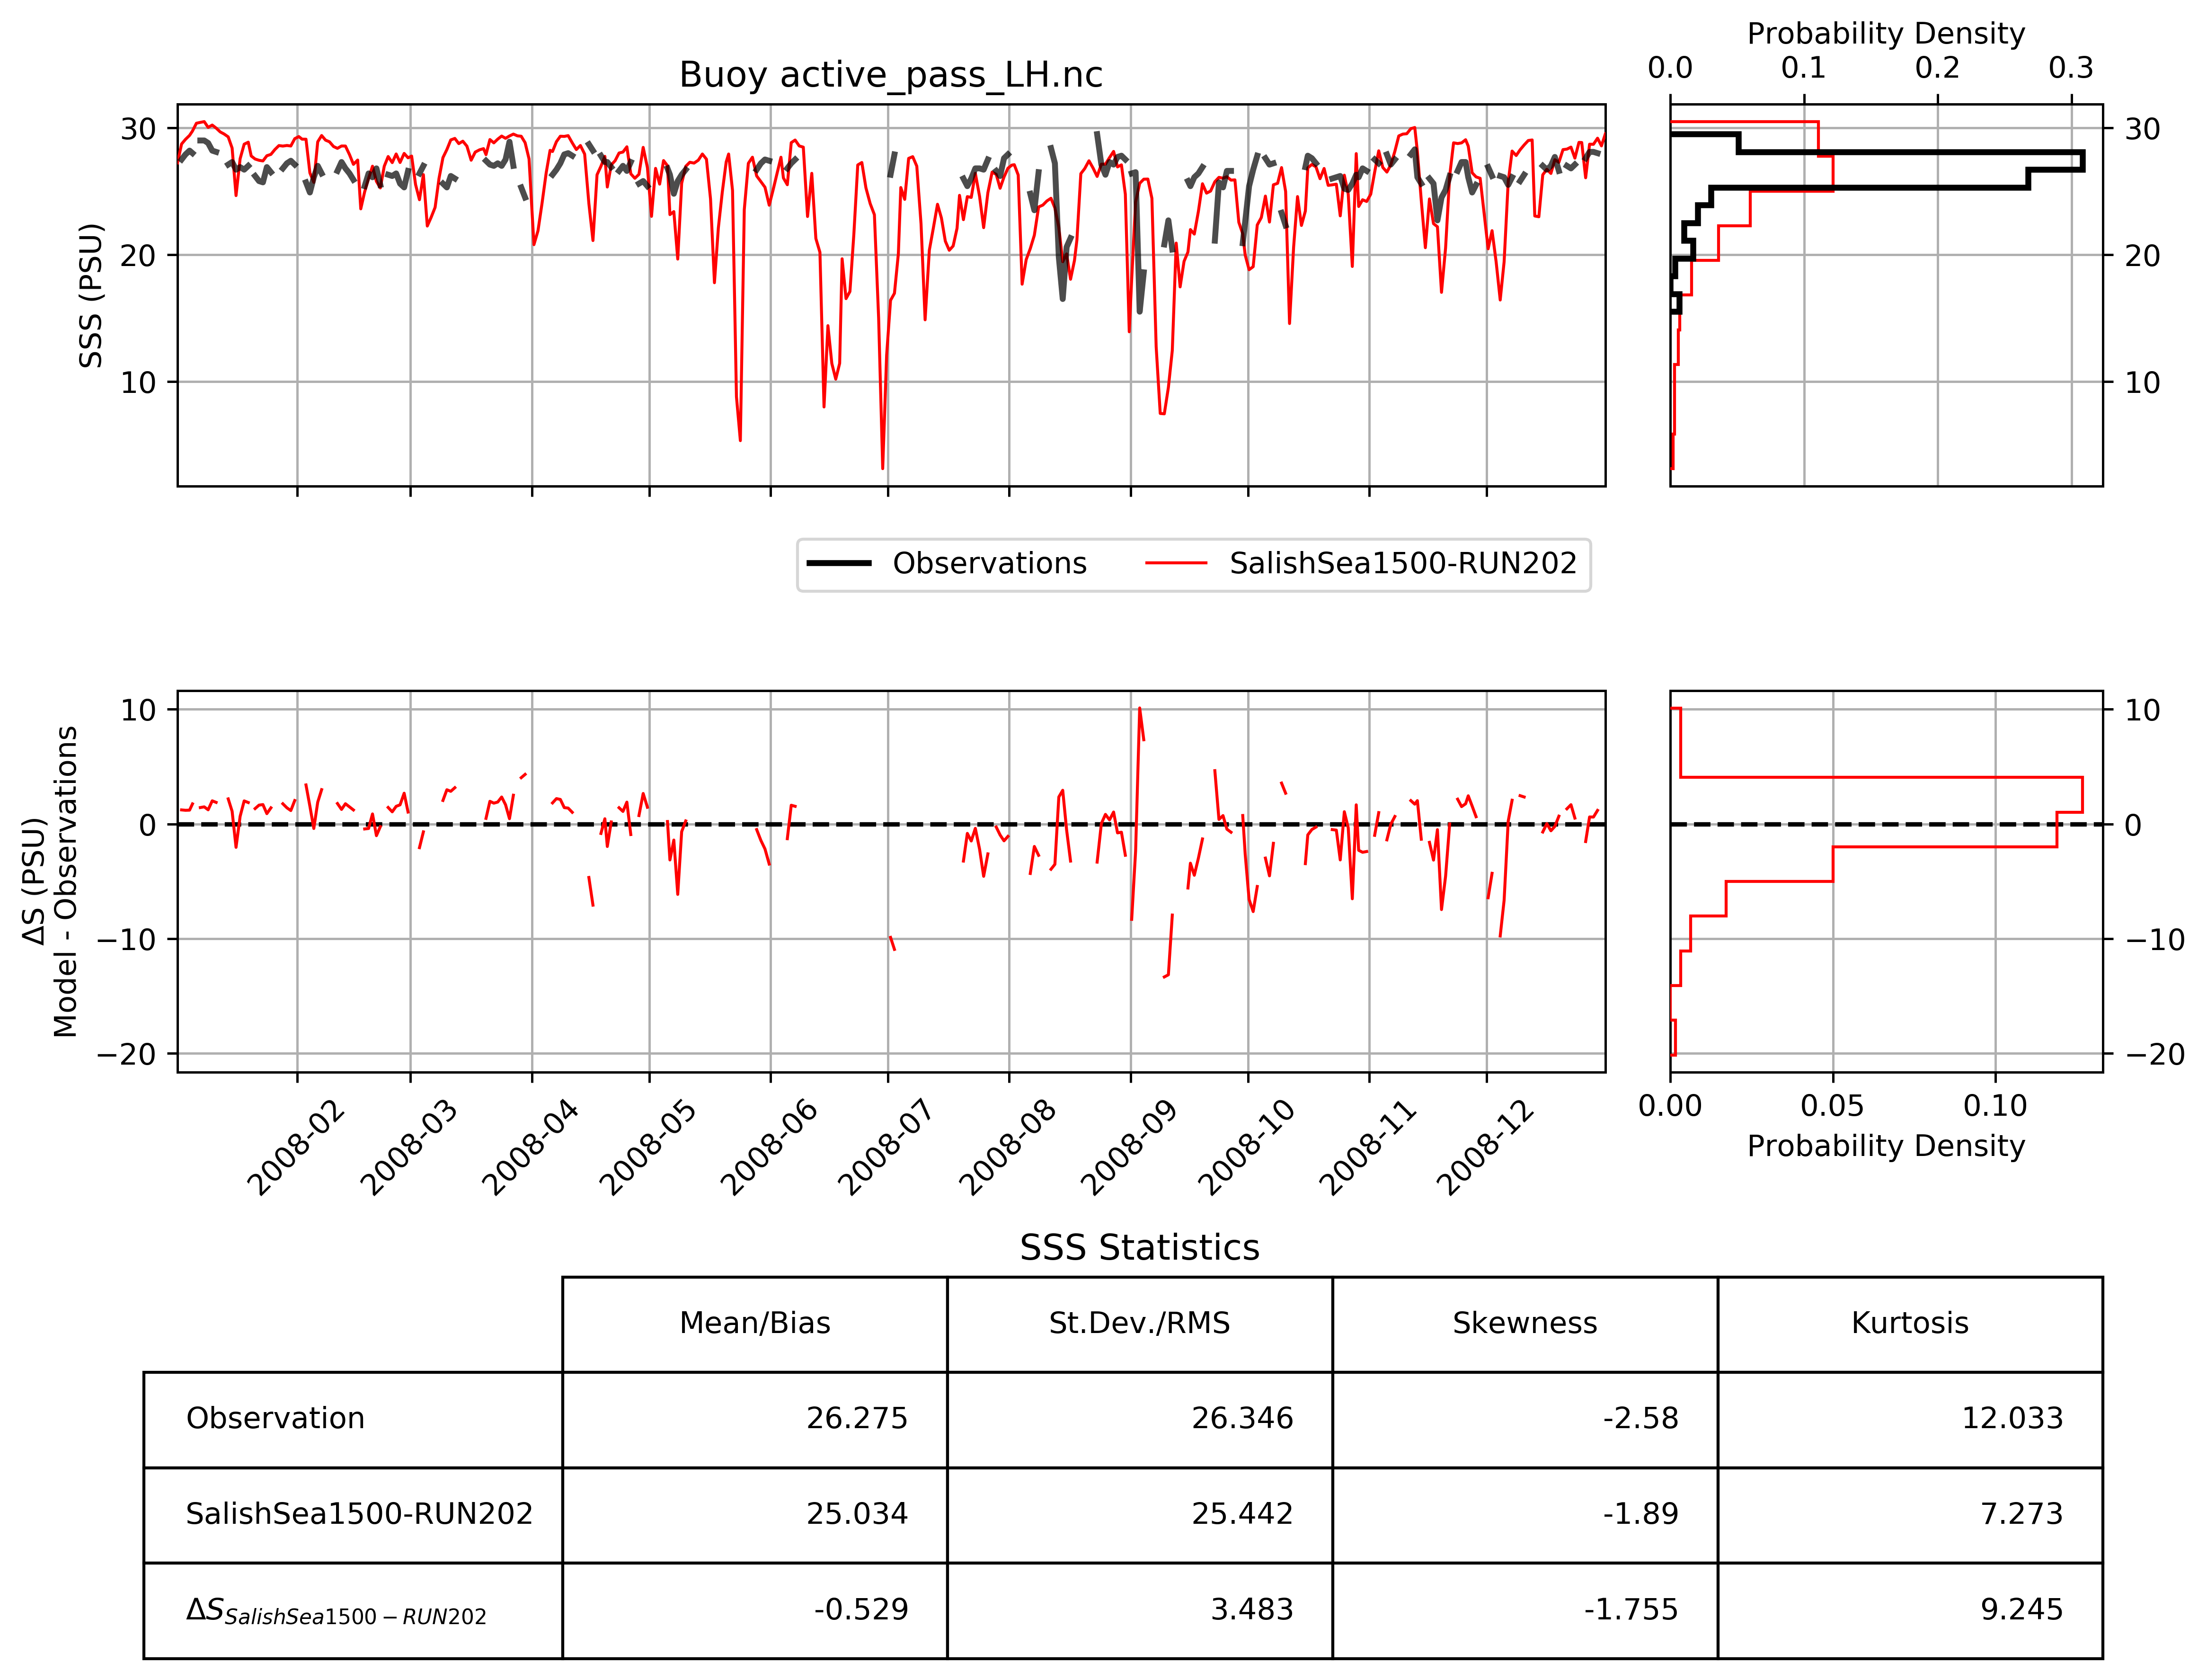 Probability Density
0.0 0.1 0.2 0.3
Buoy active_pass_LH.nc
SSS (PSU)
30
20
10
30
20
10
Observations SalishSea1500-RUN202
ΔS (PSU)
Model - Observations
10
0
−10
−20
10
0
−10
−20
2008-02 2008-03 2008-04 2008-05 2008-06 2008-07 2008-08 2008-09 2008-10 2008-11 2008-12
0.00 0.05 0.10
Probability Density
SSS Statistics
Mean/Bias St.Dev./RMS Skewness Kurtosis
Observation 26.275 26.346 -2.58 12.033
SalishSea1500-RUN202 25.034 25.442 -1.89 7.273
ΔS SalishSea1500−RUN202 -0.529 3.483 -1.755 9.245